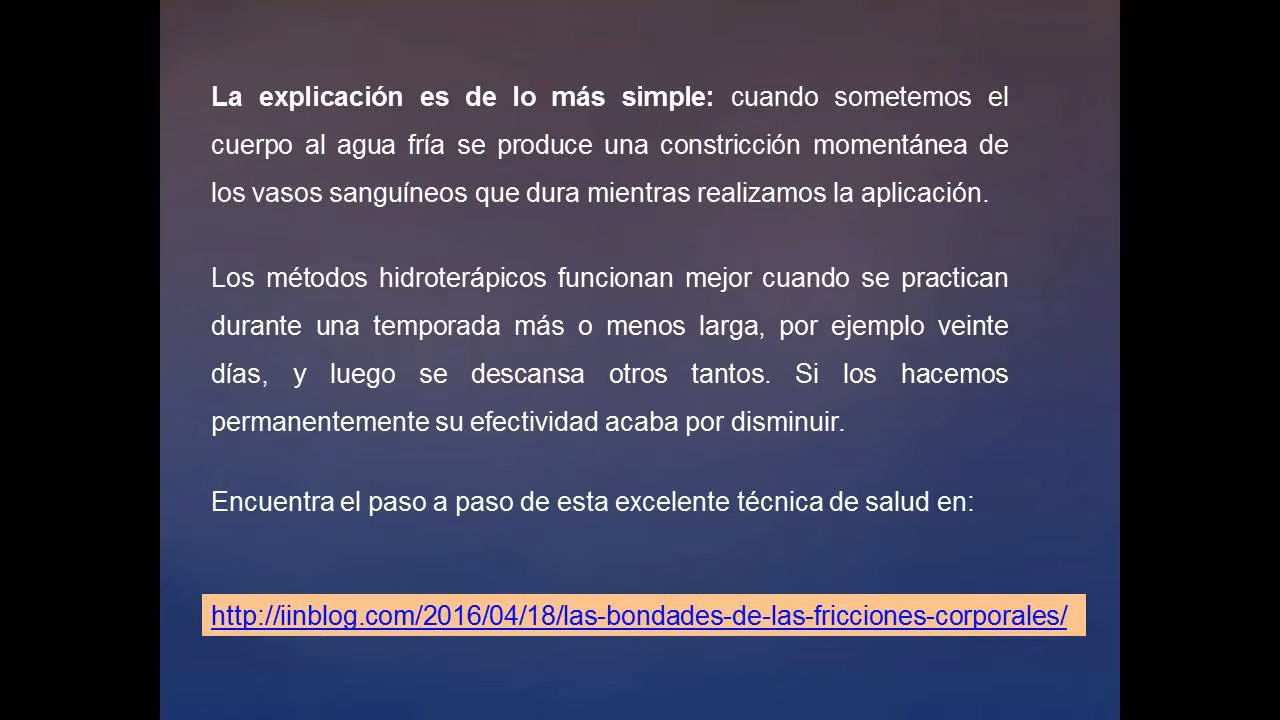 La explicación es de lo más simple: cuando sometemos el
cuerpo al agua fría se produce una constricción momentánea de
los vasos sanguíneos que dura mientras realizamos la aplicación.
Los métodos hidroterápicos funcionan mejor cuando se practican
durante una temporada más o menos larga, por ejemplo veinte
días, y luego se descansa otros tantos. Si los hacemos
permanentemente su efectividad acaba por disminuir.
Encuentra el paso a paso de esta excelente técnica de salud en:
http://iinblog.com/2016/04/18/las-bondades-de-las-fricciones-corporales/